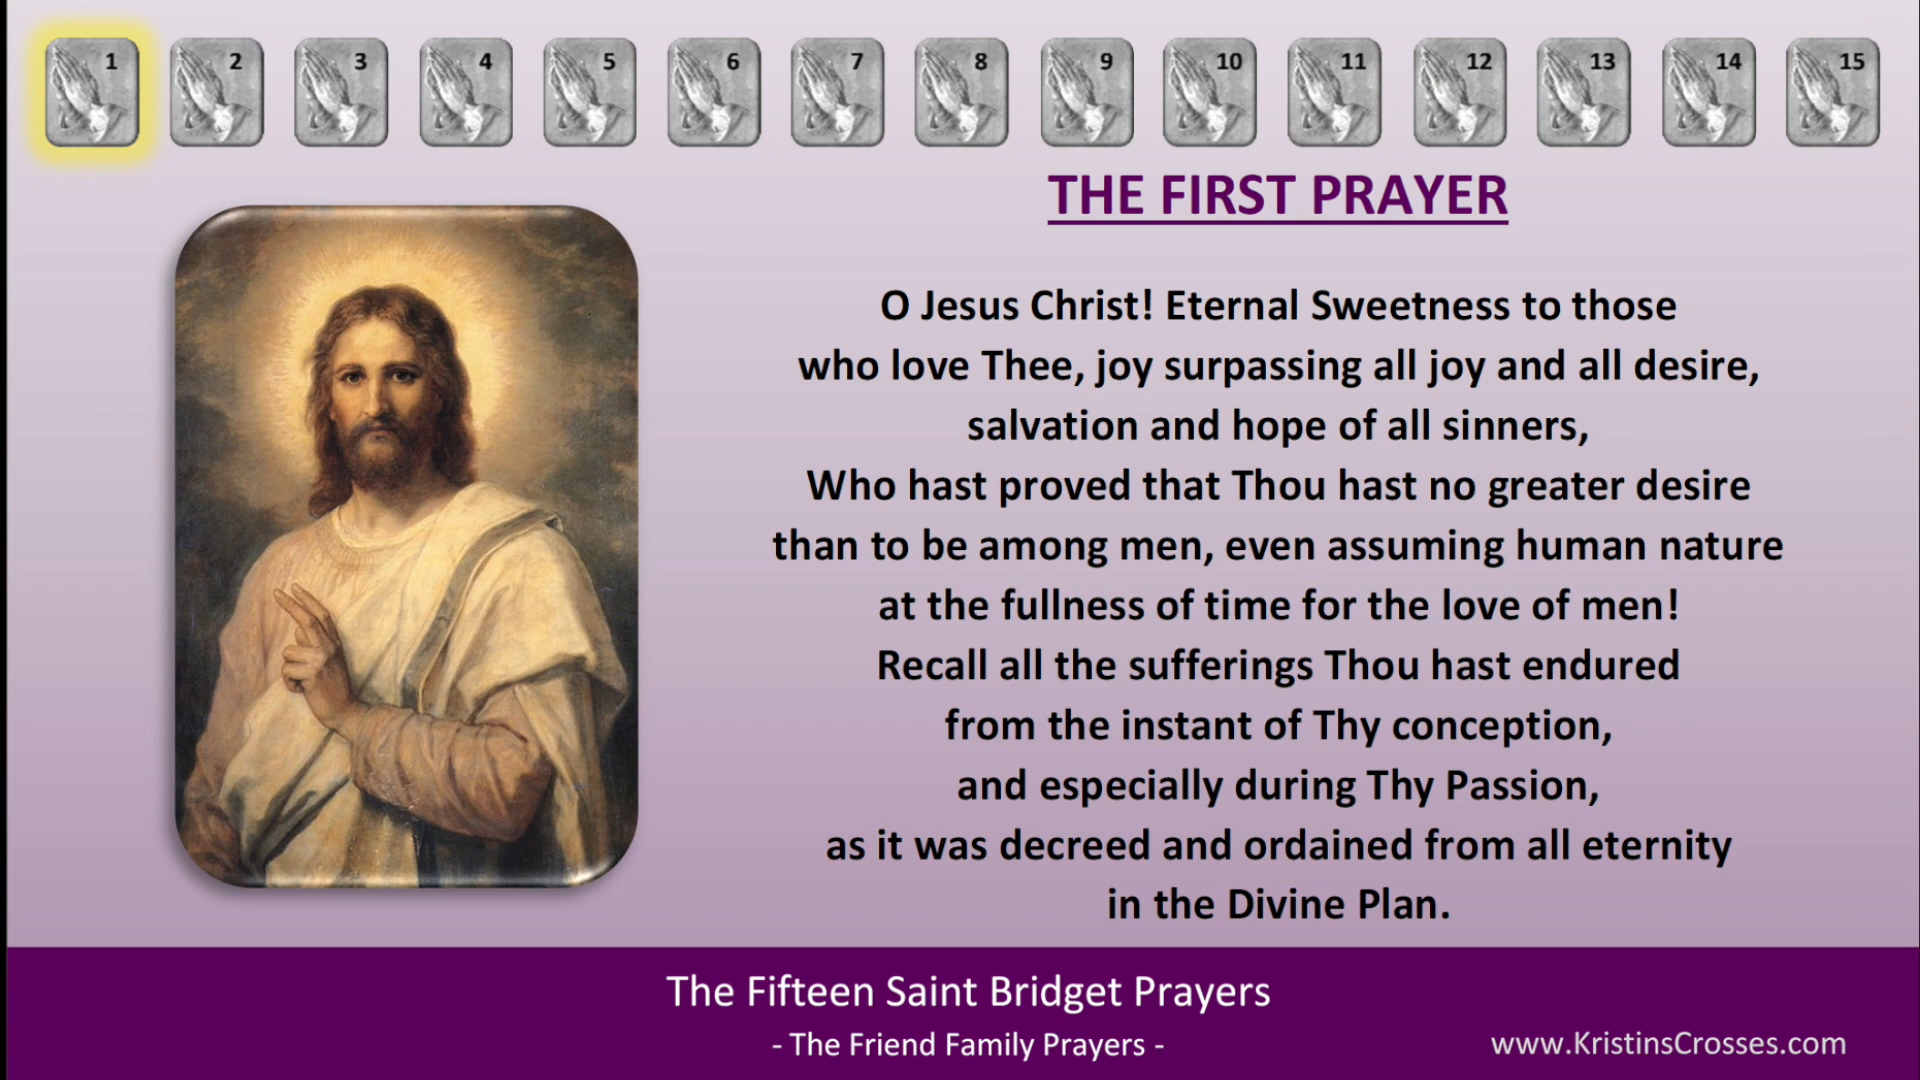 1 2 3 4 5 6 7 8 9 10 11 12 13 14 15
THE FIRST PRAYER
O Jesus Christ! Eternal Sweetness to those
who love Thee, joy surpassing all joy and all desire,
salvation and hope of all sinners,
Who hast proved that Thou hast no greater desire
than to be among men, even assuming human nature
at the fullness of time for the love of men!
Recall all the sufferings Thou hast endured
from the instant of Thy conception,
and especially during Thy Passion,
as it was decreed and ordained from all eternity
in the Divine Plan.
The Fifteen Saint Bridget Prayers
- The Friend Family Prayers -
www.KristinsCrosses.com